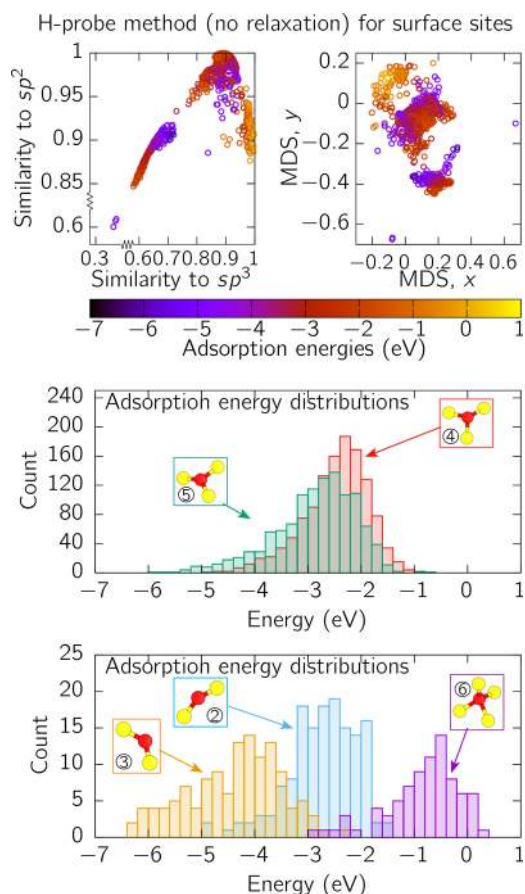 H-probe method (no relaxation) for surface sites
Similarity to sp²
1
0.95
0.90
0.85
0.6
0.3 0.6 0.7 0.8 0.9 1
Similarity to sp³
MDS, y
0.2
0
−0.2
−0.4
−0.6
−0.2 0 0.2 0.4 0.6
MDS, x
−7 −6 −5 −4 −3 −2 −1 0 1
Adsorption energies (eV)
Adsorption energy distributions
Count
240
200
160
120
80
40
0
④
⑤
−7 −6 −5 −4 −3 −2 −1 0 1
Energy (eV)
Adsorption energy distributions
Count
25
20
15
10
5
0
②
⑥
③
−7 −6 −5 −4 −3 −2 −1 0 1
Energy (eV)